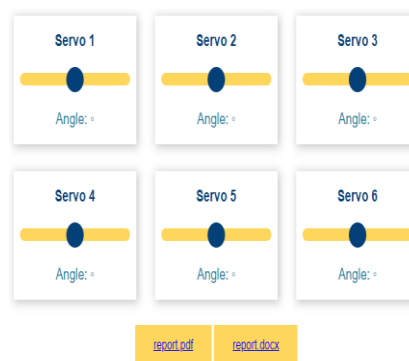 Servo 1 Servo 2 Servo 3
Angle: ° Angle: ° Angle: °
Servo 4 Servo 5 Servo 6
Angle: ° Angle: ° Angle: °
report.pdf report.docx